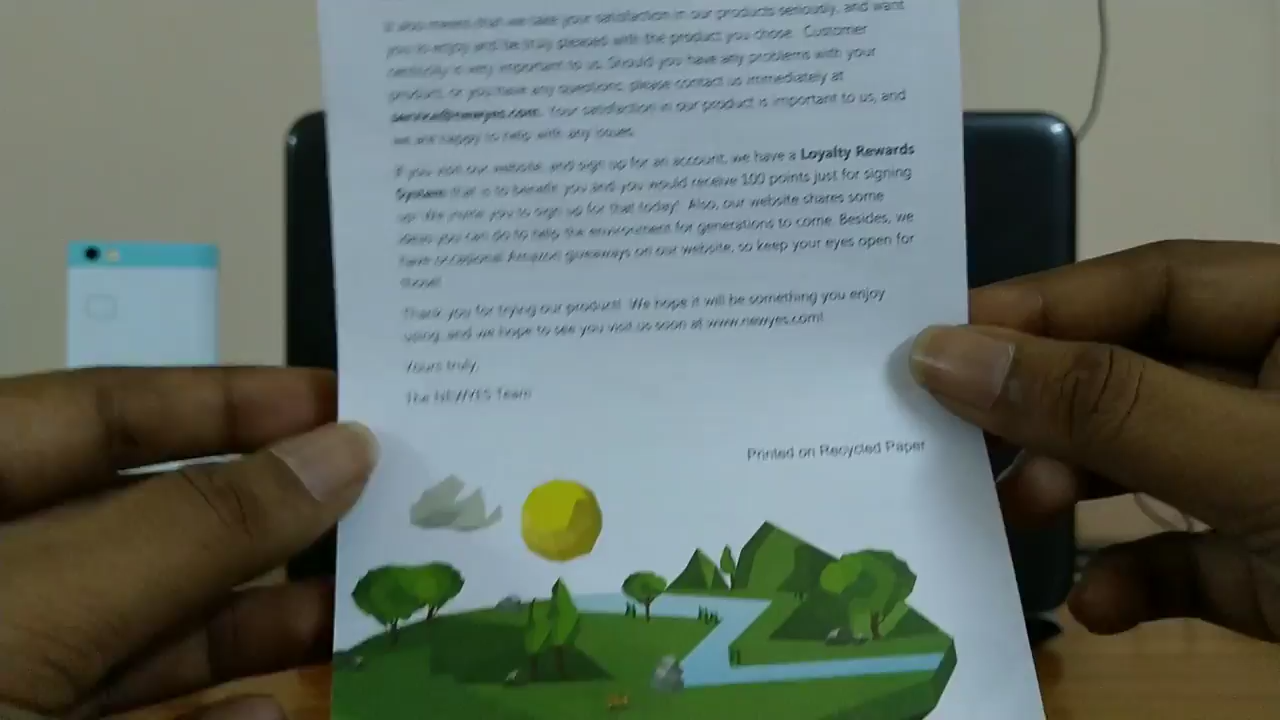 It also means that we take your satisfaction in our products seriously, and want
you to enjoy and be truly pleased with the product you chose. Customer
satisfaction is very important to us. Should you have any problems with your
product, or you have any questions, please contact us immediately at
service@newyes.com. Your satisfaction in our product is important to us, and
we are happy to help with any issues.
If you visit our website, and sign up for an account, we have a Loyalty Rewards
System that is to benefit you and you would receive 100 points just for signing
up! We invite you to sign up for that today! Also, our website shares some
ideas you can do to help the environment for generations to come. Besides, we
have occasional Amazon giveaways on our website, so keep your eyes open for
those!
Thank you for trying our product! We hope it will be something you enjoy
using, and we hope to see you visit us soon at www.newyes.com!
Yours truly,
The NEWYES Team
Printed on Recycled Paper